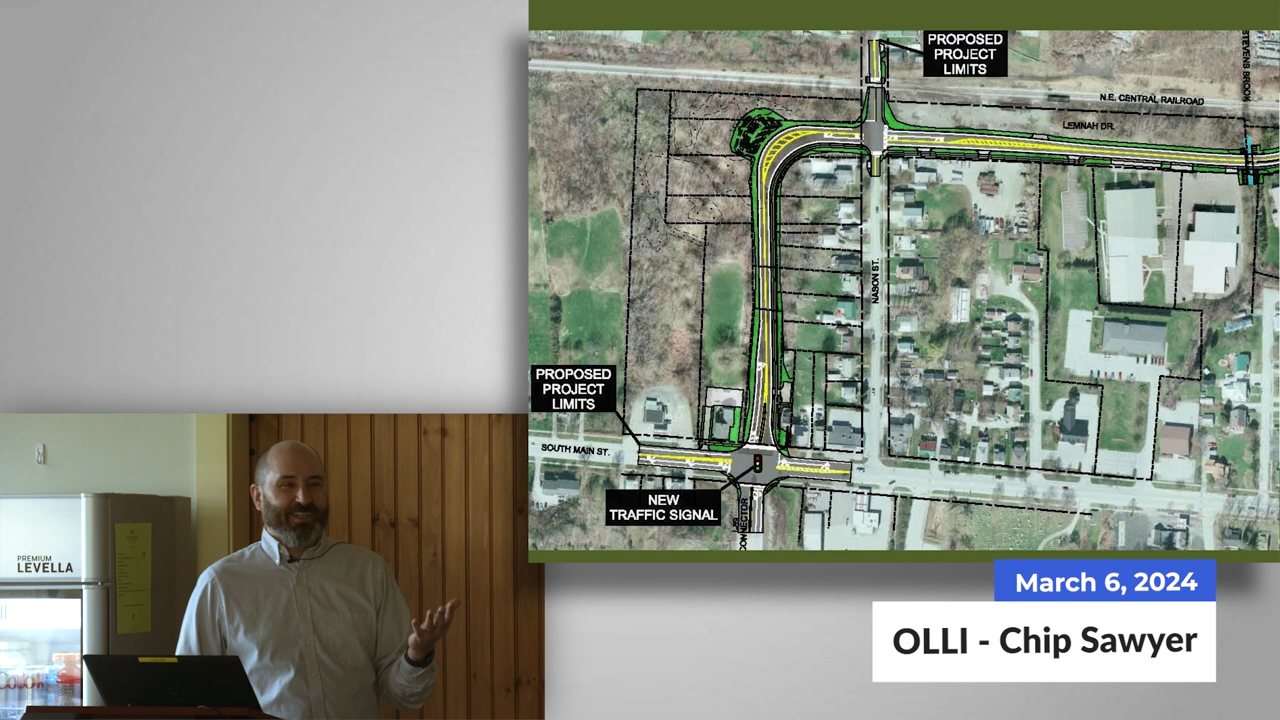 PROPOSED
PROJECT
LIMITS
STEVENS BROOK
N.E. CENTRAL RAILROAD
LEMNAH DR.
NASON ST.
PROPOSED
PROJECT
LIMITS
SOUTH MAIN ST.
NEW
TRAFFIC SIGNAL
PREMIUM
LEVELLA
March 6, 2024
OLLI - Chip Sawyer